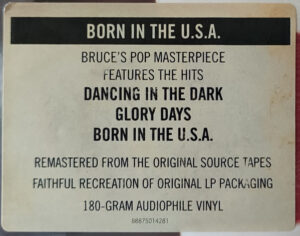 BORN IN THE U.S.A.
BRUCE'S POP MASTERPIECE
FEATURES THE HITS
DANCING IN THE DARK
GLORY DAYS
BORN IN THE U.S.A.
REMASTERED FROM THE ORIGINAL SOURCE TAPES
FAITHFUL RECREATION OF ORIGINAL LP PACKAGING
180-GRAM AUDIOPHILE VINYL
88875014281